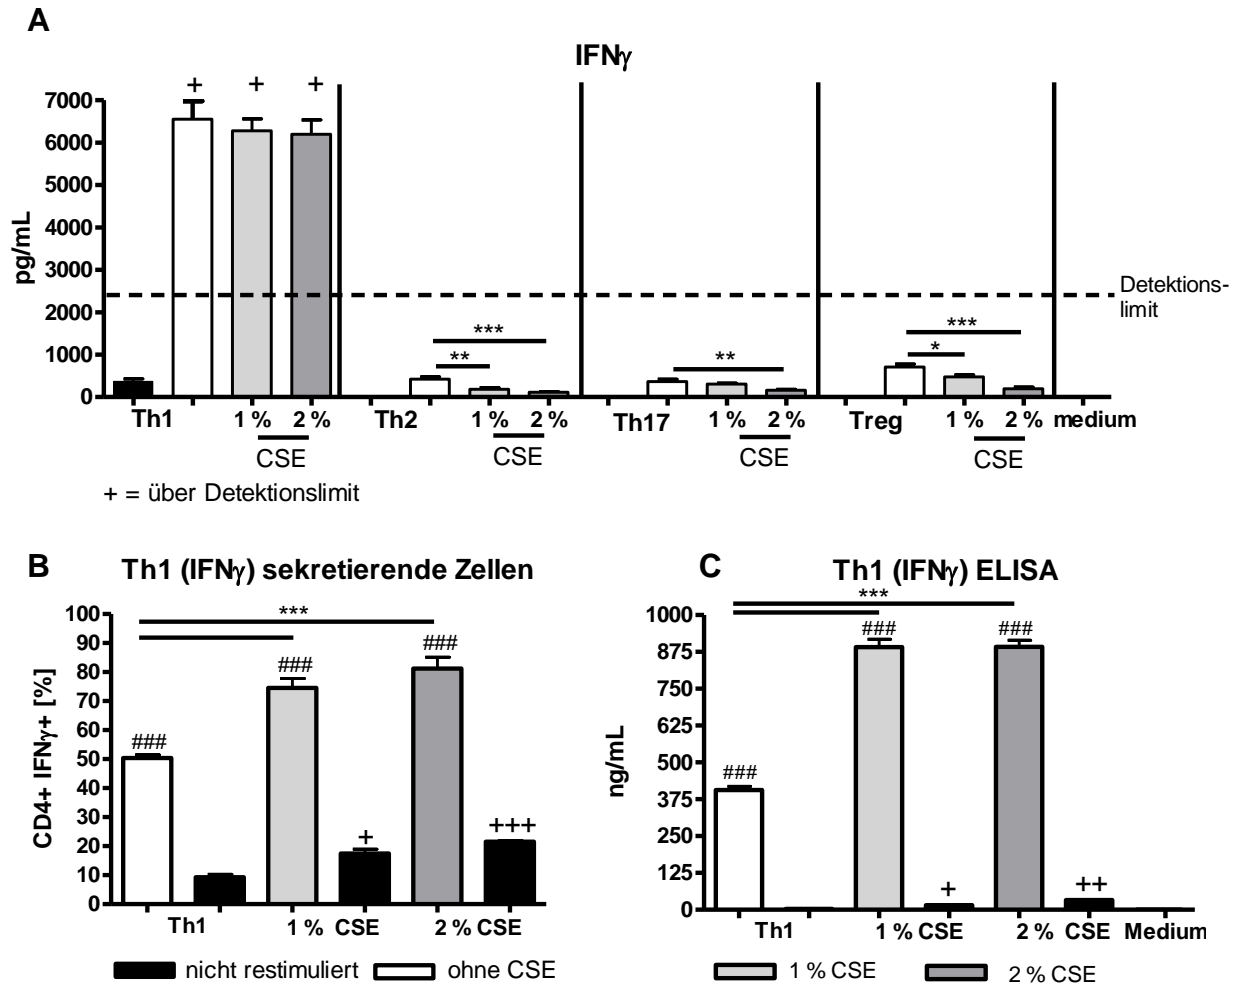 A
IFNγ
+ + +
7000
6000
5000
4000
3000
2000
1000
0
pg/mL
Detektions-
limit
*** ** ** *** *
Th1 1 % 2 % Th2 1 % 2 % Th17 1 % 2 % Treg 1 % 2 % medium
CSE CSE CSE CSE
+ = über Detektionslimit
B Th1 (IFNγ) sekretierende Zellen
***
100
90
80
70
60
50
40
30
20
10
0
CD4+ IFNγ+ [%]
### ### + ### +++
Th1 1 % CSE 2 % CSE
nicht restimuliert ohne CSE
C Th1 (IFNγ) ELISA
***
1000
875
750
625
500
375
250
125
0
ng/mL
### ### + ### ++
Th1 1 % CSE 2 % CSE Medium
1 % CSE 2 % CSE